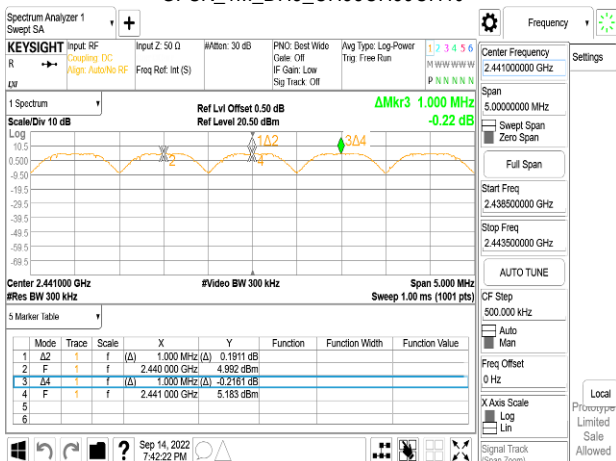 Spectrum Analyzer 1
Swept SA
Frequency
KEYSIGHT
R
Input: RF
Coupling: DC
Align: Auto/No RF
Input Z: 50 Ω
Freq Ref: Int (S)
#Atten: 30 dB
PNO: Best Wide
Gate: Off
IF Gain: Low
Sig Track: Off
Avg Type: Log-Power
Trig: Free Run
1 2 3 4 5 6
M W W W W W
P N N N N N
Center Frequency
2.441000000 GHz
Settings
1 Spectrum
Scale/Div 10 dB
Ref Lvl Offset 0.50 dB
Ref Level 20.50 dBm
ΔMkr3 1.000 MHz
-0.22 dB
Span
5.00000000 MHz
Swept Span
Zero Span
Full Span
Start Freq
2.438500000 GHz
Stop Freq
2.443500000 GHz
AUTO TUNE
CF Step
500.000 kHz
Auto
Man
Freq Offset
0 Hz
X Axis Scale
Log
Lin
Signal Track
(Span Zoom)
Local
Prototype
Limited
Sale
Allowed
Log
10.5
0.500
-9.50
-19.5
-29.5
-39.5
-49.5
-59.5
-69.5
1Δ2
2
3Δ4
4
Center 2.441000 GHz
#Res BW 300 kHz
#Video BW 300 kHz
Span 5.000 MHz
Sweep 1.00 ms (1001 pts)
5 Marker Table
Mode Trace Scale X Y Function Function Width Function Value
1 Δ2 1 f (Δ) 1.000 MHz (Δ) 0.1911 dB
2 F 1 f 2.440 000 GHz 4.992 dBm
3 Δ4 1 f (Δ) 1.000 MHz (Δ) -0.2161 dB
4 F 1 f 2.441 000 GHz 5.183 dBm
5
6
?
Sep 14, 2022
7:42:22 PM